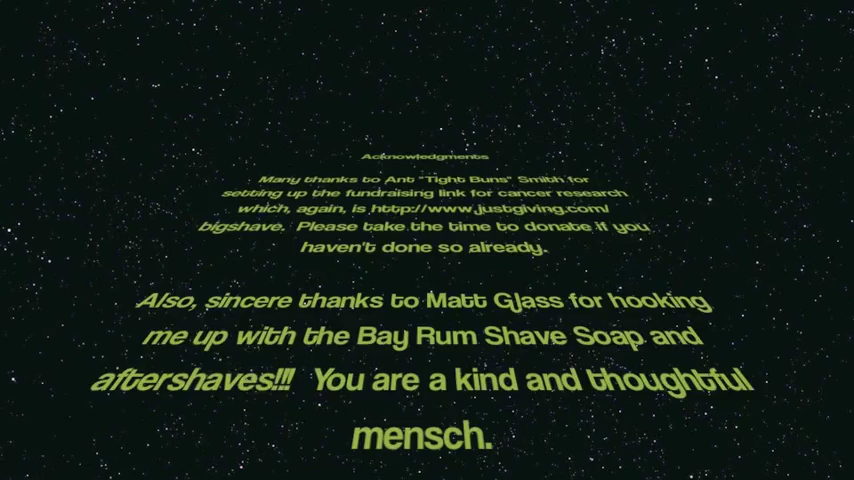 Acknowledgments
Many thanks to Ant "Tight Buns" Smith for
setting up the fundraising link for cancer research
which, again, is http://www.justgiving.com/
bigshave. Please take the time to donate if you
haven't done so already.
Also, sincere thanks to Matt Glass for hooking
me up with the Bay Rum Shave Soap and
aftershaves!!! You are a kind and thoughtful
mensch.